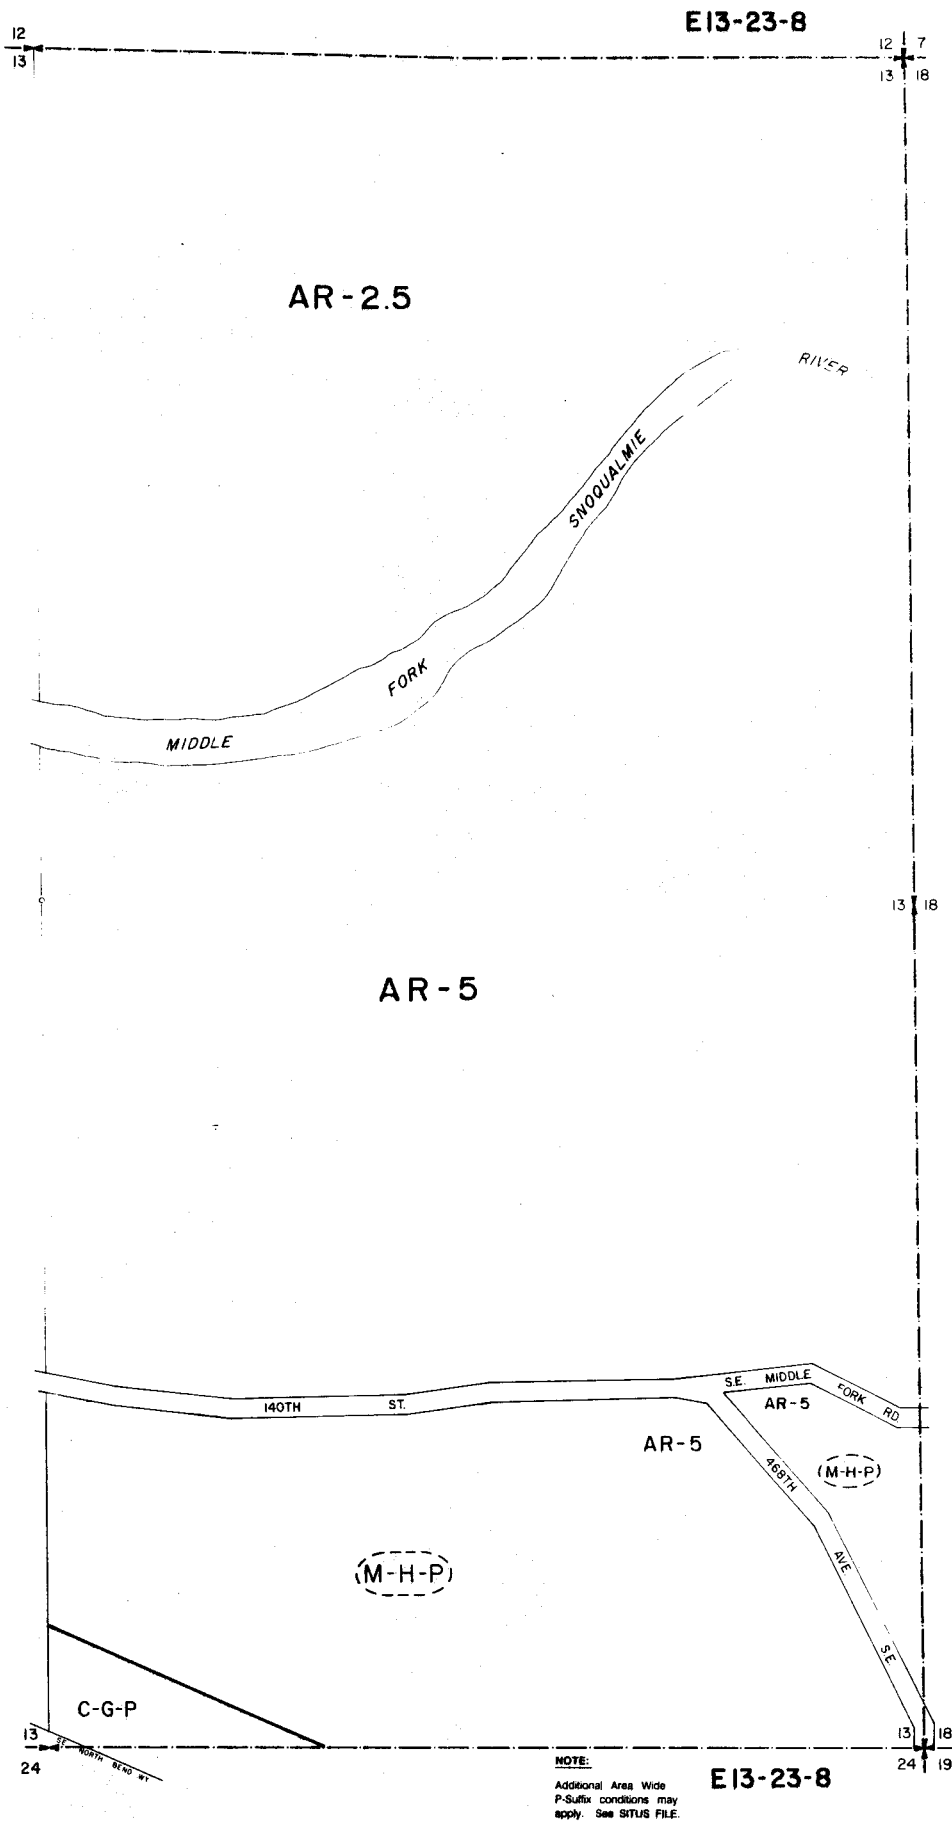 E13-23-8
12
13
12 7
13 18
AR-2.5
RIVER
SNOQUALMIE
FORK
MIDDLE
13 18
AR-5
S.E. MIDDLE FORK RD.
140TH ST.
AR-5
AR-5
(M-H-P)
468TH AVE. S.E.
(M-H-P)
C-G-P
13
24
SE NORTH BEND WY
13 18
24 19
E13-23-8
NOTE:
Additional Area Wide
P-Suffix conditions may
apply. See SITUS FILE.